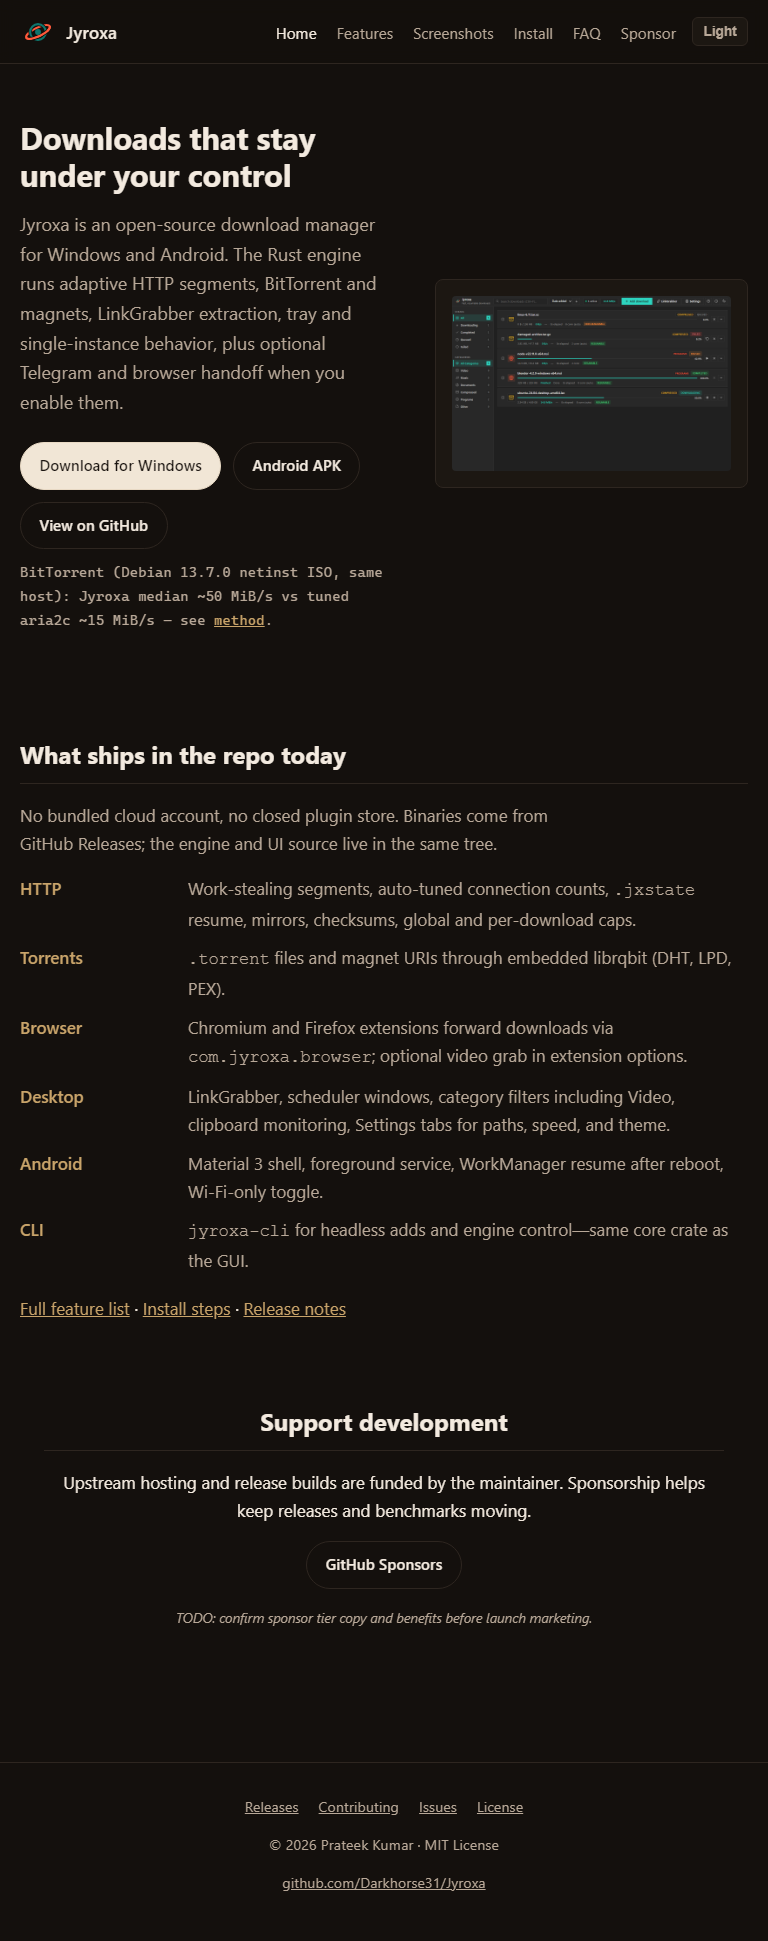 Jyroxa
Home Features Screenshots Install FAQ Sponsor Light
Downloads that stay
under your control
Jyroxa is an open-source download manager
for Windows and Android. The Rust engine
runs adaptive HTTP segments, BitTorrent and
magnets, LinkGrabber extraction, tray and
single-instance behavior, plus optional
Telegram and browser handoff when you
enable them.
Download for Windows
Android APK
View on GitHub
BitTorrent (Debian 13.7.0 netinst ISO, same
host): Jyroxa median ~50 MiB/s vs tuned
aria2c ~15 MiB/s — see method.
What ships in the repo today
No bundled cloud account, no closed plugin store. Binaries come from
GitHub Releases; the engine and UI source live in the same tree.
HTTP
Work-stealing segments, auto-tuned connection counts, .jxstate
resume, mirrors, checksums, global and per-download caps.
Torrents
.torrent files and magnet URIs through embedded librqbit (DHT, LPD,
PEX).
Browser
Chromium and Firefox extensions forward downloads via
com.jyroxa.browser; optional video grab in extension options.
Desktop
LinkGrabber, scheduler windows, category filters including Video,
clipboard monitoring, Settings tabs for paths, speed, and theme.
Android
Material 3 shell, foreground service, WorkManager resume after reboot,
Wi-Fi-only toggle.
CLI
jyroxa-cli for headless adds and engine control—same core crate as
the GUI.
Full feature list · Install steps · Release notes
Support development
Upstream hosting and release builds are funded by the maintainer. Sponsorship helps
keep releases and benchmarks moving.
GitHub Sponsors
TODO: confirm sponsor tier copy and benefits before launch marketing.
Releases Contributing Issues License
© 2026 Prateek Kumar · MIT License
github.com/Darkhorse31/Jyroxa